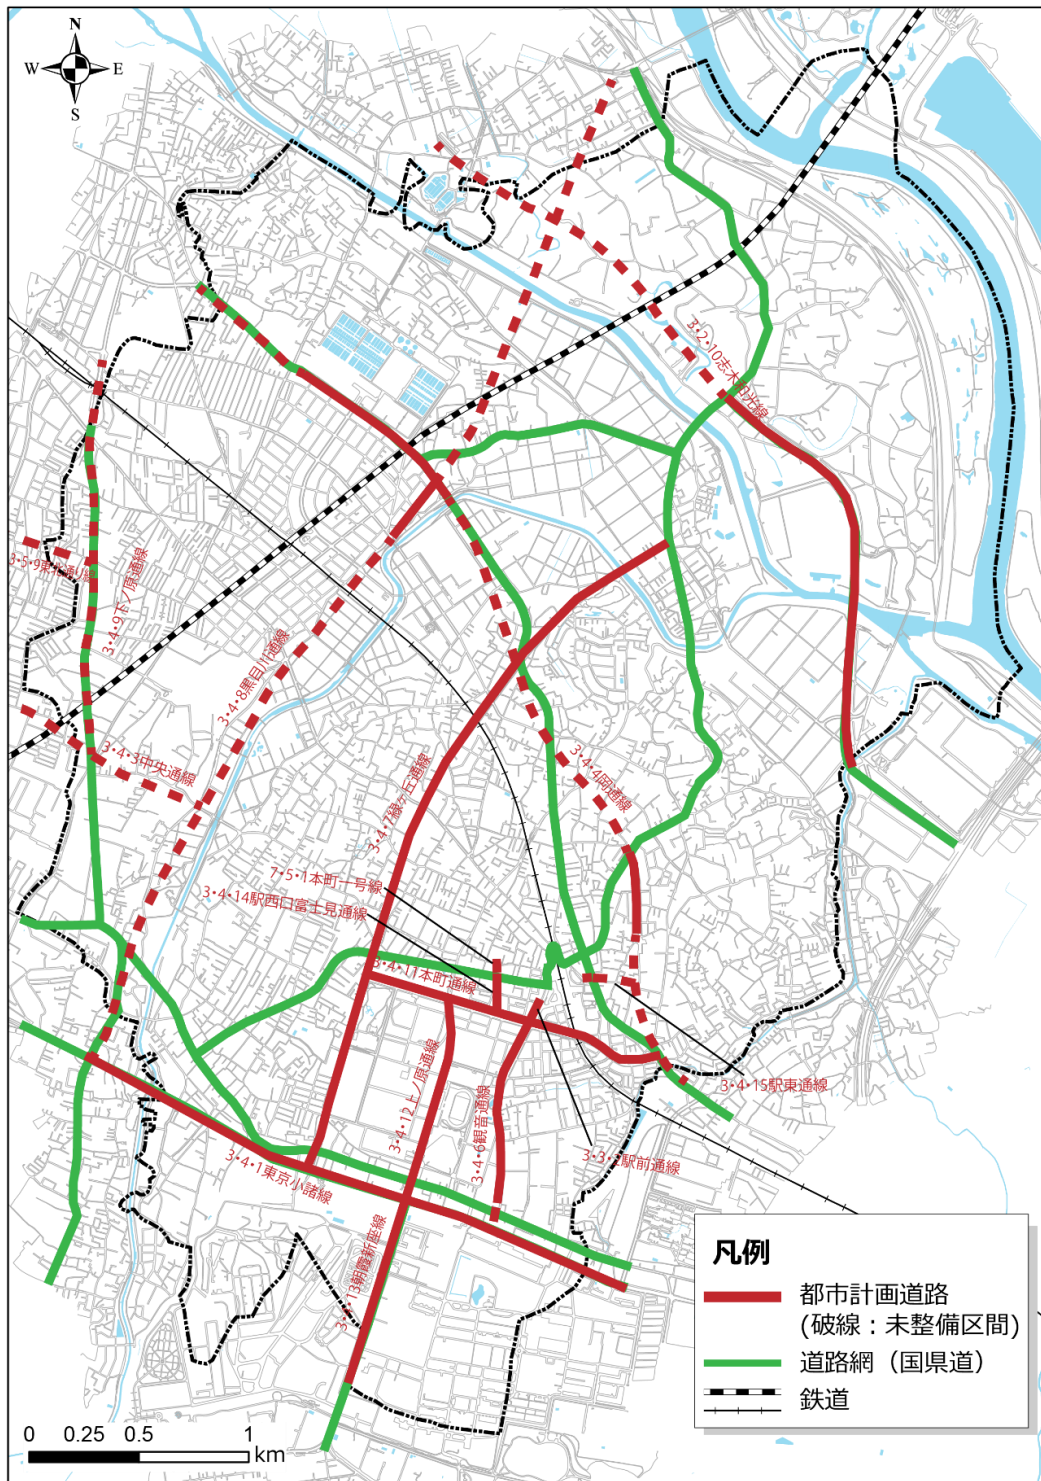 N
W
E
S
3・2・10志木和光線
3・5・9東北通り線
3・4・9下ノ原通線
3・4・8黒目川通線
3・4・3中央通線
3・4・7緑ヶ丘通線
3・4・4岡通線
7・5・1本町一号線
3・4・14駅西口富士見通線
3・4・11本町通線
3・4・12上ノ原通線
3・4・6観音通線
3・4・15駅東通線
3・3・2駅前通線
3・4・1東京小諸線
3・4・13朝霞新座線
凡例
都市計画道路
(破線：未整備区間)
道路網（国県道）
鉄道
0 0.25 0.5 1
km